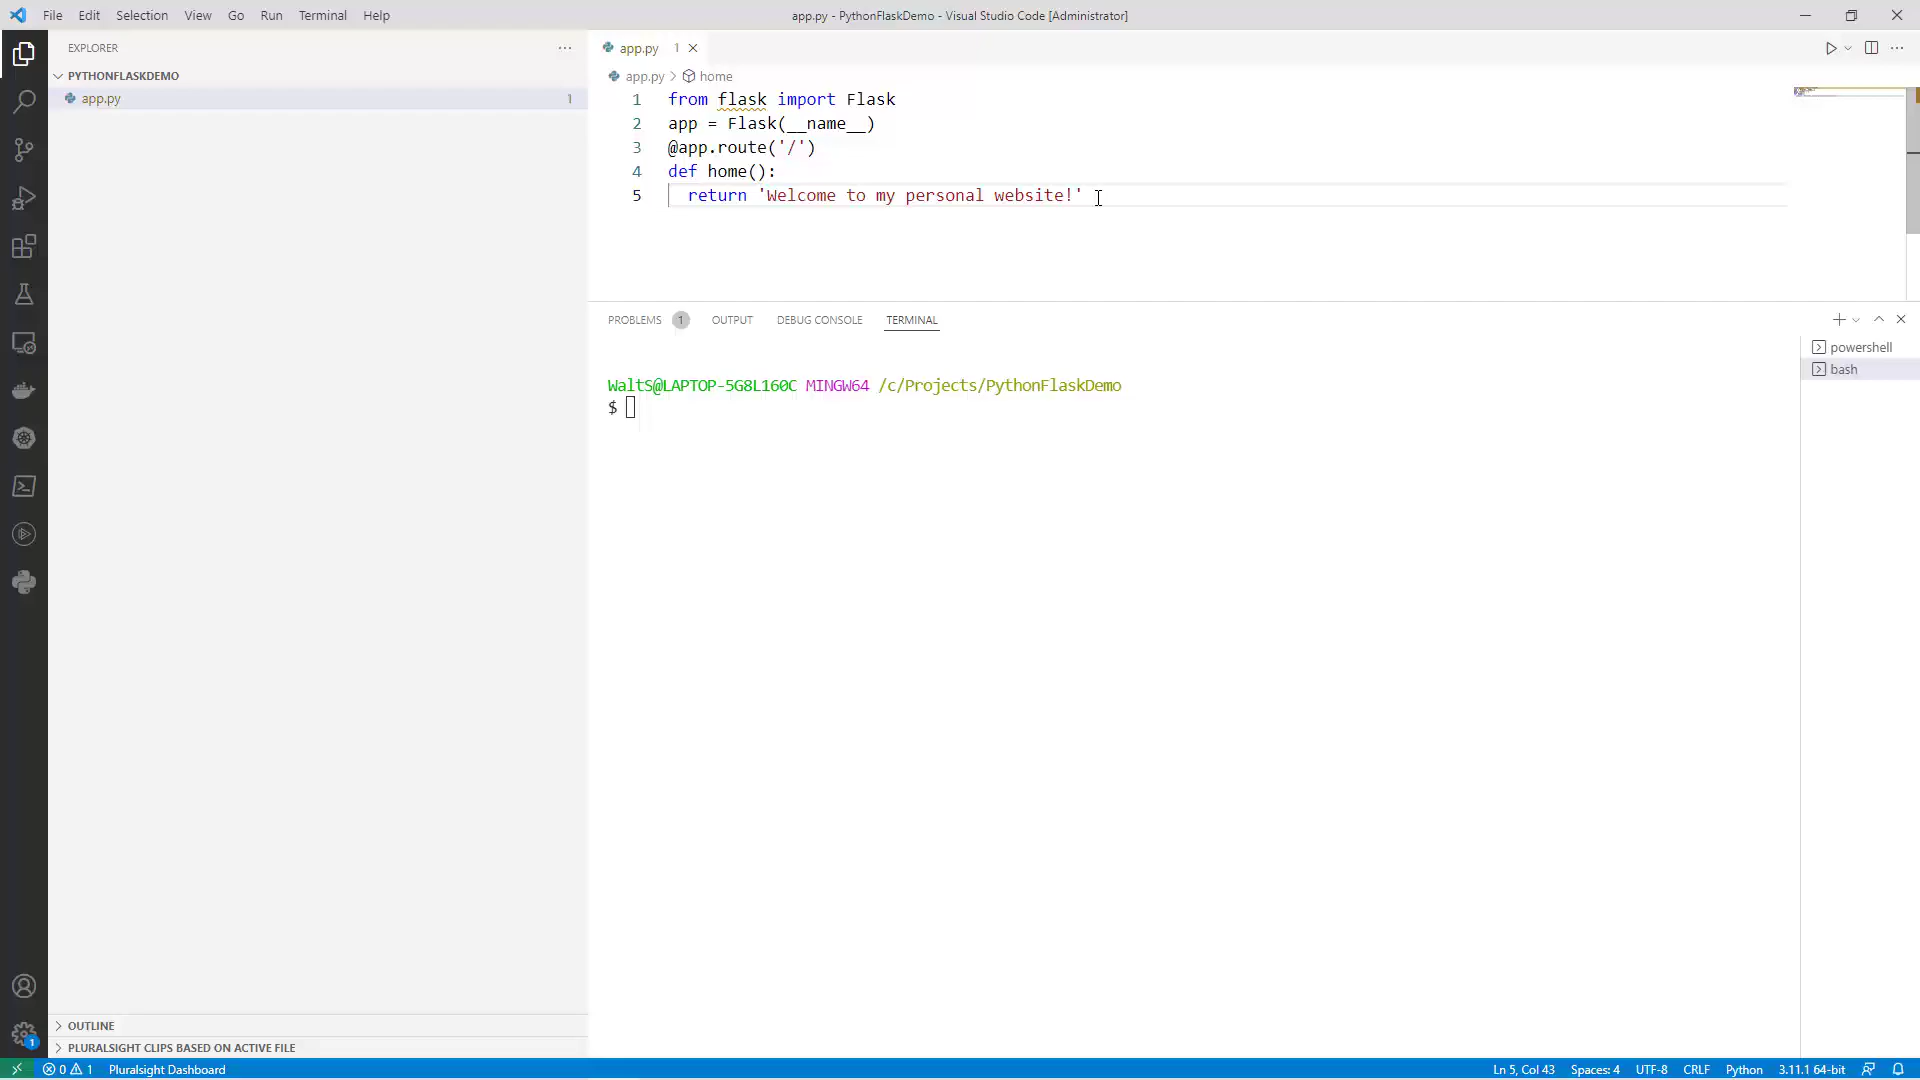 File Edit Selection View Go Run Terminal Help
app.py - PythonFlaskDemo - Visual Studio Code [Administrator]
EXPLORER
PYTHONFLASKDEMO
app.py 1
OUTLINE
PLURALSIGHT CLIPS BASED ON ACTIVE FILE
app.py 1
app.py > home
1 from flask import Flask
2 app = Flask(__name__)
3 @app.route('/')
4 def home():
5 return 'Welcome to my personal website!'
PROBLEMS 1 OUTPUT DEBUG CONSOLE TERMINAL
WaltS@LAPTOP-5G8L160C MINGW64 /c/Projects/PythonFlaskDemo
$
powershell
bash
1
0 1 Pluralsight Dashboard
Ln 5, Col 43 Spaces: 4 UTF-8 CRLF Python 3.11.1 64-bit